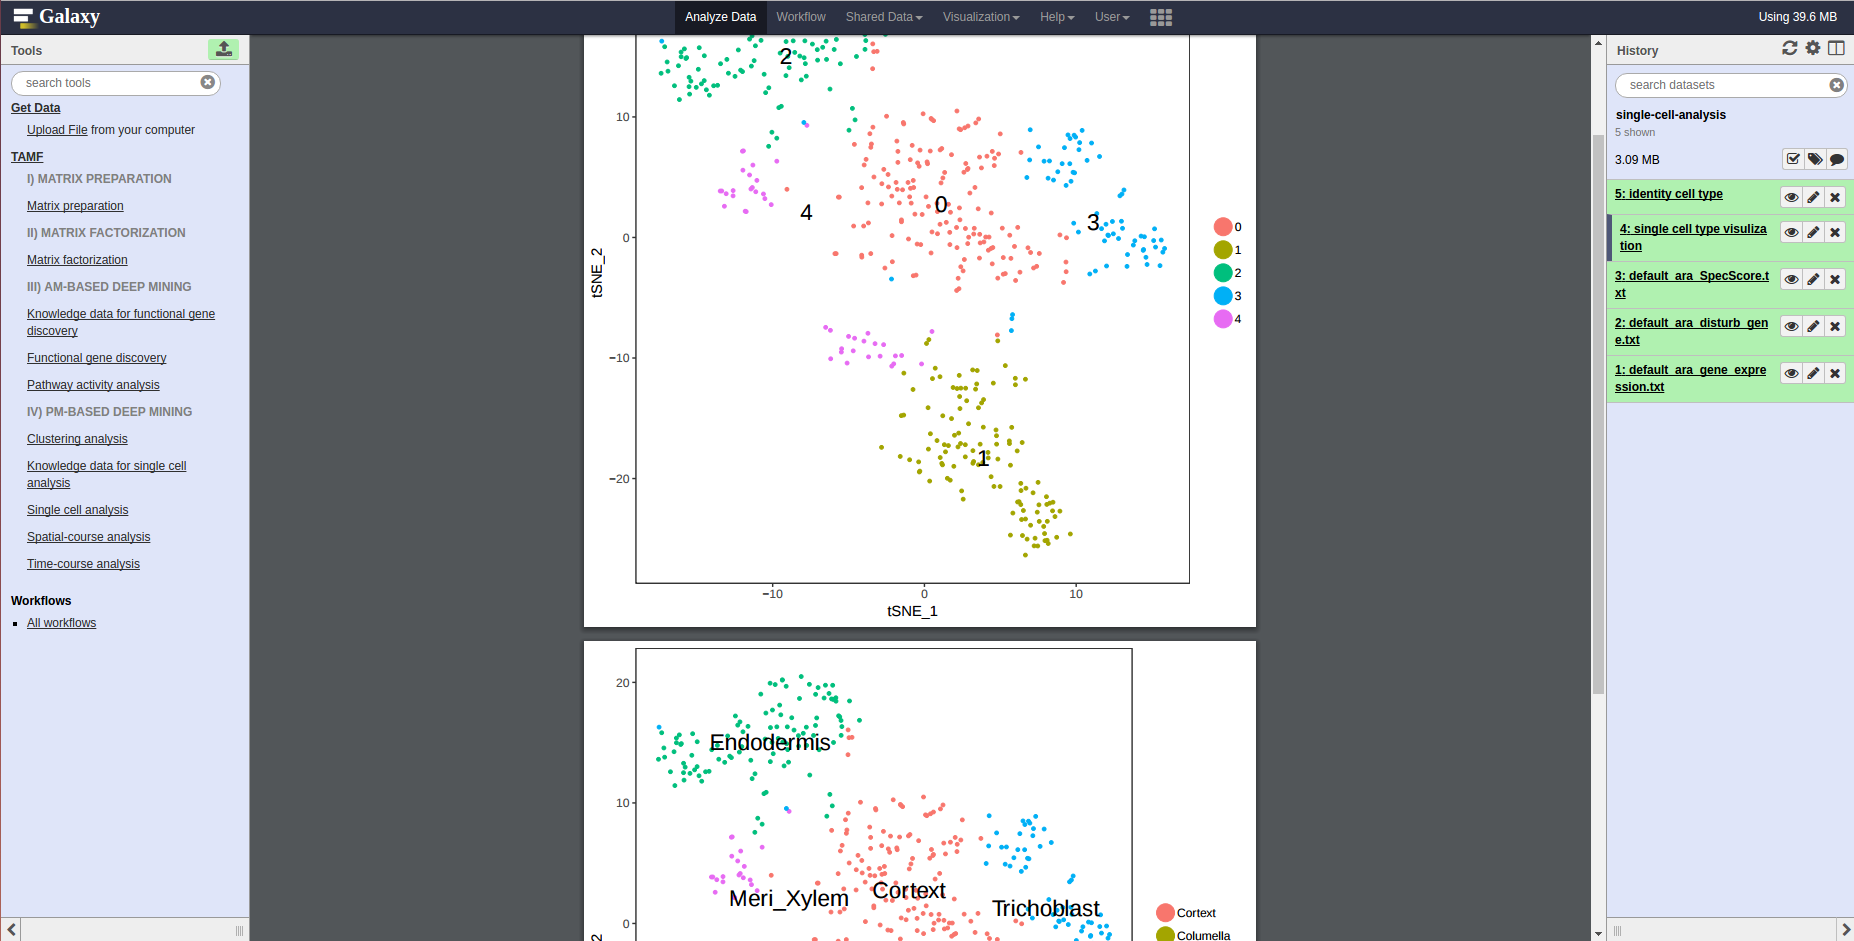 Galaxy
Analyze Data
Workflow
Shared Data
Visualization
Help
User
Using 39.6 MB
Tools
search tools
Get Data
Upload File from your computer
TAMF
I) MATRIX PREPARATION
Matrix preparation
II) MATRIX FACTORIZATION
Matrix factorization
III) AM-BASED DEEP MINING
Knowledge data for functional gene
discovery
Functional gene discovery
Pathway activity analysis
IV) PM-BASED DEEP MINING
Clustering analysis
Knowledge data for single cell
analysis
Single cell analysis
Spatial-course analysis
Time-course analysis
Workflows
All workflows
2
10
0
4
3
0
tSNE_2
−10
1
−20
−10
0
10
tSNE_1
0
1
2
3
4
20
Endodermis
10
Meri_Xylem
Cortext
Trichoblast
0
2
Cortext
Columella
History
search datasets
single-cell-analysis
5 shown
3.09 MB
5: identity cell type
4: single cell type visuliza
tion
3: default_ara_SpecScore.t
xt
2: default_ara_disturb_gen
e.txt
1: default_ara_gene_expre
ssion.txt